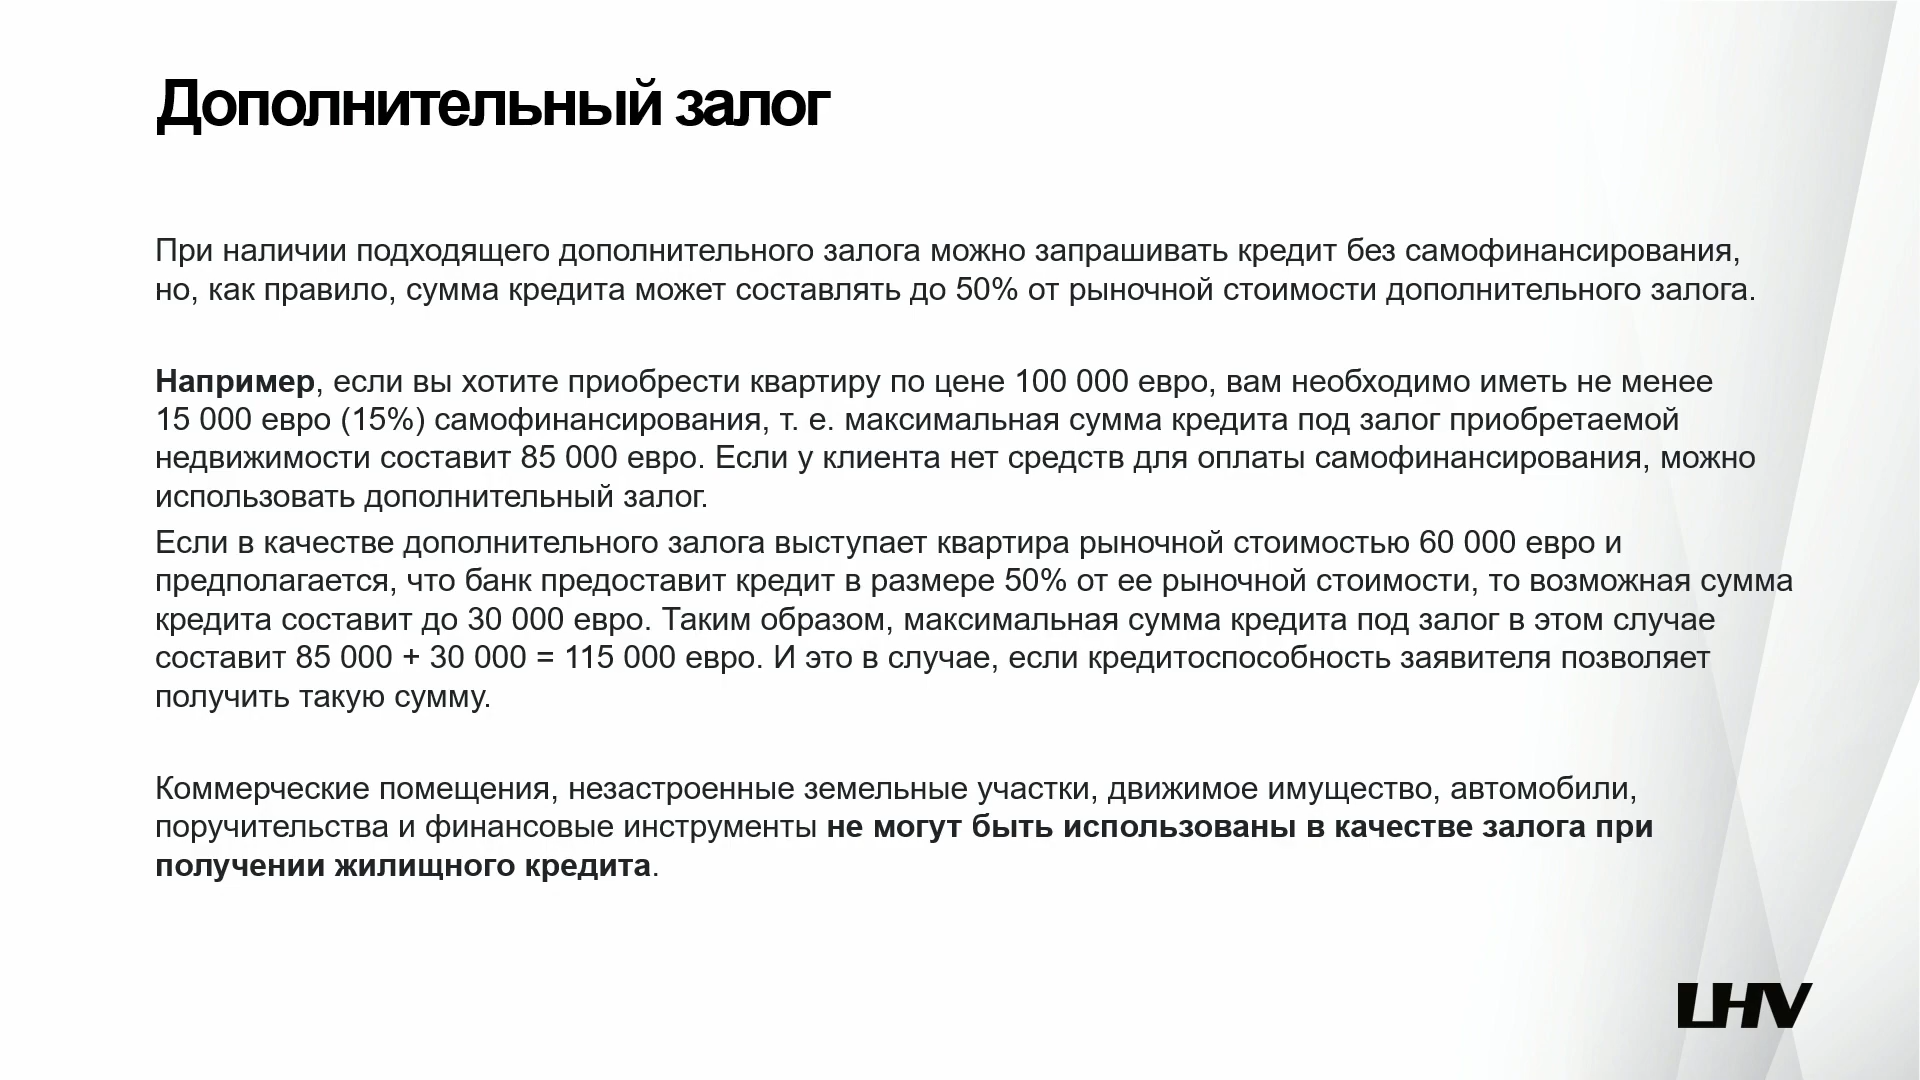 Дополнительный залог
При наличии подходящего дополнительного залога можно запрашивать кредит без самофинансирования,
но, как правило, сумма кредита может составлять до 50% от рыночной стоимости дополнительного залога.
Например, если вы хотите приобрести квартиру по цене 100 000 евро, вам необходимо иметь не менее
15 000 евро (15%) самофинансирования, т. е. максимальная сумма кредита под залог приобретаемой
недвижимости составит 85 000 евро. Если у клиента нет средств для оплаты самофинансирования, можно
использовать дополнительный залог.
Если в качестве дополнительного залога выступает квартира рыночной стоимостью 60 000 евро и
предполагается, что банк предоставит кредит в размере 50% от ее рыночной стоимости, то возможная сумма
кредита составит до 30 000 евро. Таким образом, максимальная сумма кредита под залог в этом случае
составит 85 000 + 30 000 = 115 000 евро. И это в случае, если кредитоспособность заявителя позволяет
получить такую сумму.
Коммерческие помещения, незастроенные земельные участки, движимое имущество, автомобили,
поручительства и финансовые инструменты не могут быть использованы в качестве залога при
получении жилищного кредита.
LHV